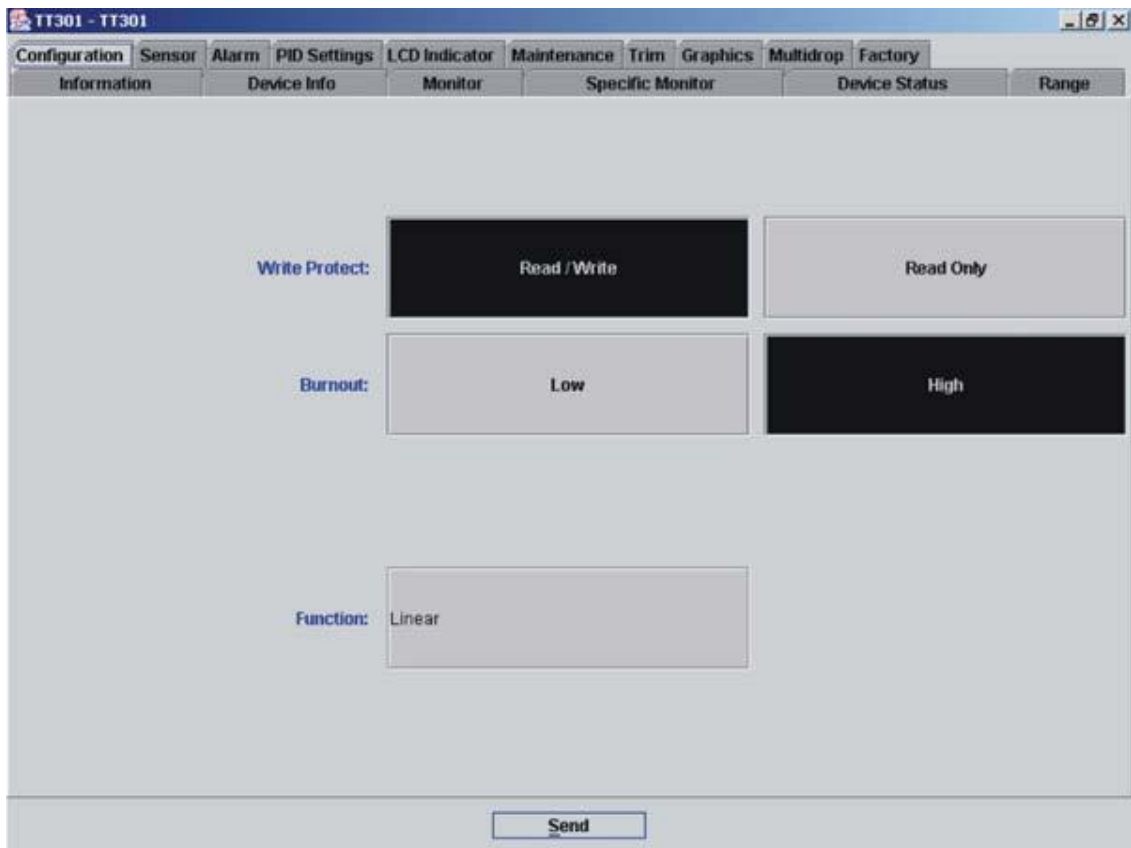 TT301 - TT301
Configuration Sensor Alarm PID Settings LCD Indicator Maintenance Trim Graphics Multidrop Factory
Information Device Info Monitor Specific Monitor Device Status Range
Write Protect: Read / Write Read Only
Burnout: Low High
Function: Linear
Send